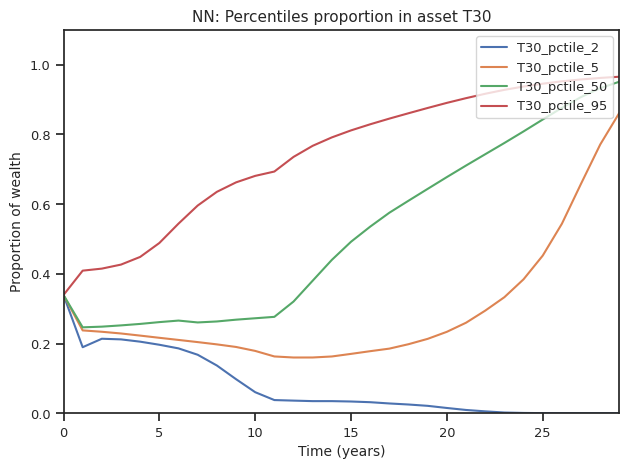 NN: Percentiles proportion in asset T30
T30_pctile_2
T30_pctile_5
T30_pctile_50
T30_pctile_95
Proportion of wealth
1.0
0.8
0.6
0.4
0.2
0.0
0 5 10 15 20 25
Time (years)